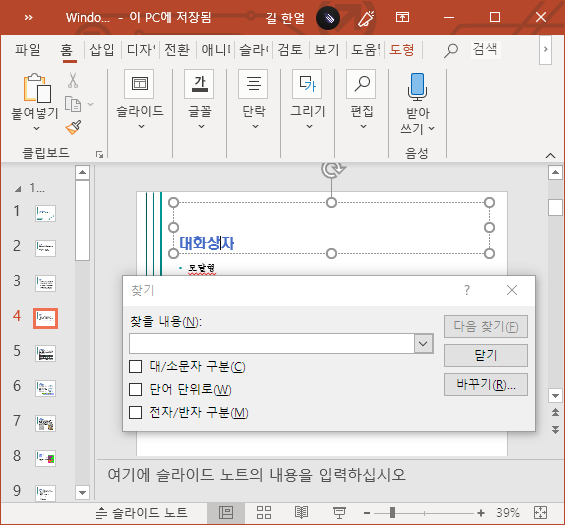 Windo... – 이 PC에 저장됨 길 한얼
파일 홈 삽입 디자 전환 애니 슬라 검토 보기 도움 도형 검색
붙여넣기 슬라이드 글꼴 단락 그리기 편집 받아
쓰기
클립보드 음성
가 가
1...
1
2
3
4
5
6
7
8
9
대화상자
• 모달형
찾기 ?
찾을 내용(N):
다음 찾기(F)
닫기
바꾸기(R)...
대/소문자 구분(C)
단어 단위로(W)
전자/반자 구분(M)
여기에 슬라이드 노트의 내용을 입력하십시오
슬라이드 노트 39%